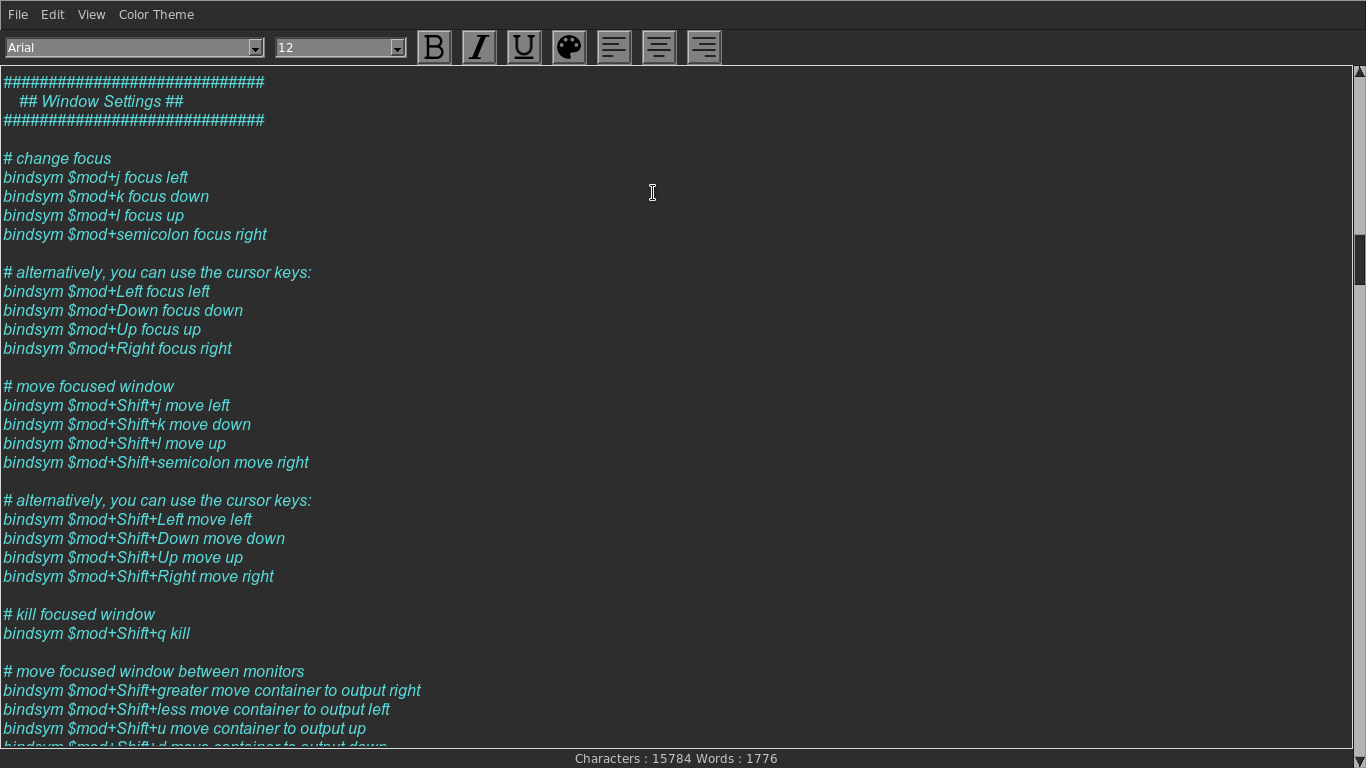 File Edit View Color Theme
Arial 12 B I U
#############################
## Window Settings ##
#############################
# change focus
bindsym $mod+j focus left
bindsym $mod+k focus down
bindsym $mod+l focus up
bindsym $mod+semicolon focus right
# alternatively, you can use the cursor keys:
bindsym $mod+Left focus left
bindsym $mod+Down focus down
bindsym $mod+Up focus up
bindsym $mod+Right focus right
# move focused window
bindsym $mod+Shift+j move left
bindsym $mod+Shift+k move down
bindsym $mod+Shift+l move up
bindsym $mod+Shift+semicolon move right
# alternatively, you can use the cursor keys:
bindsym $mod+Shift+Left move left
bindsym $mod+Shift+Down move down
bindsym $mod+Shift+Up move up
bindsym $mod+Shift+Right move right
# kill focused window
bindsym $mod+Shift+q kill
# move focused window between monitors
bindsym $mod+Shift+greater move container to output right
bindsym $mod+Shift+less move container to output left
bindsym $mod+Shift+u move container to output up
bindsym $mod+Shift+d move container to output down
Characters : 15784 Words : 1776